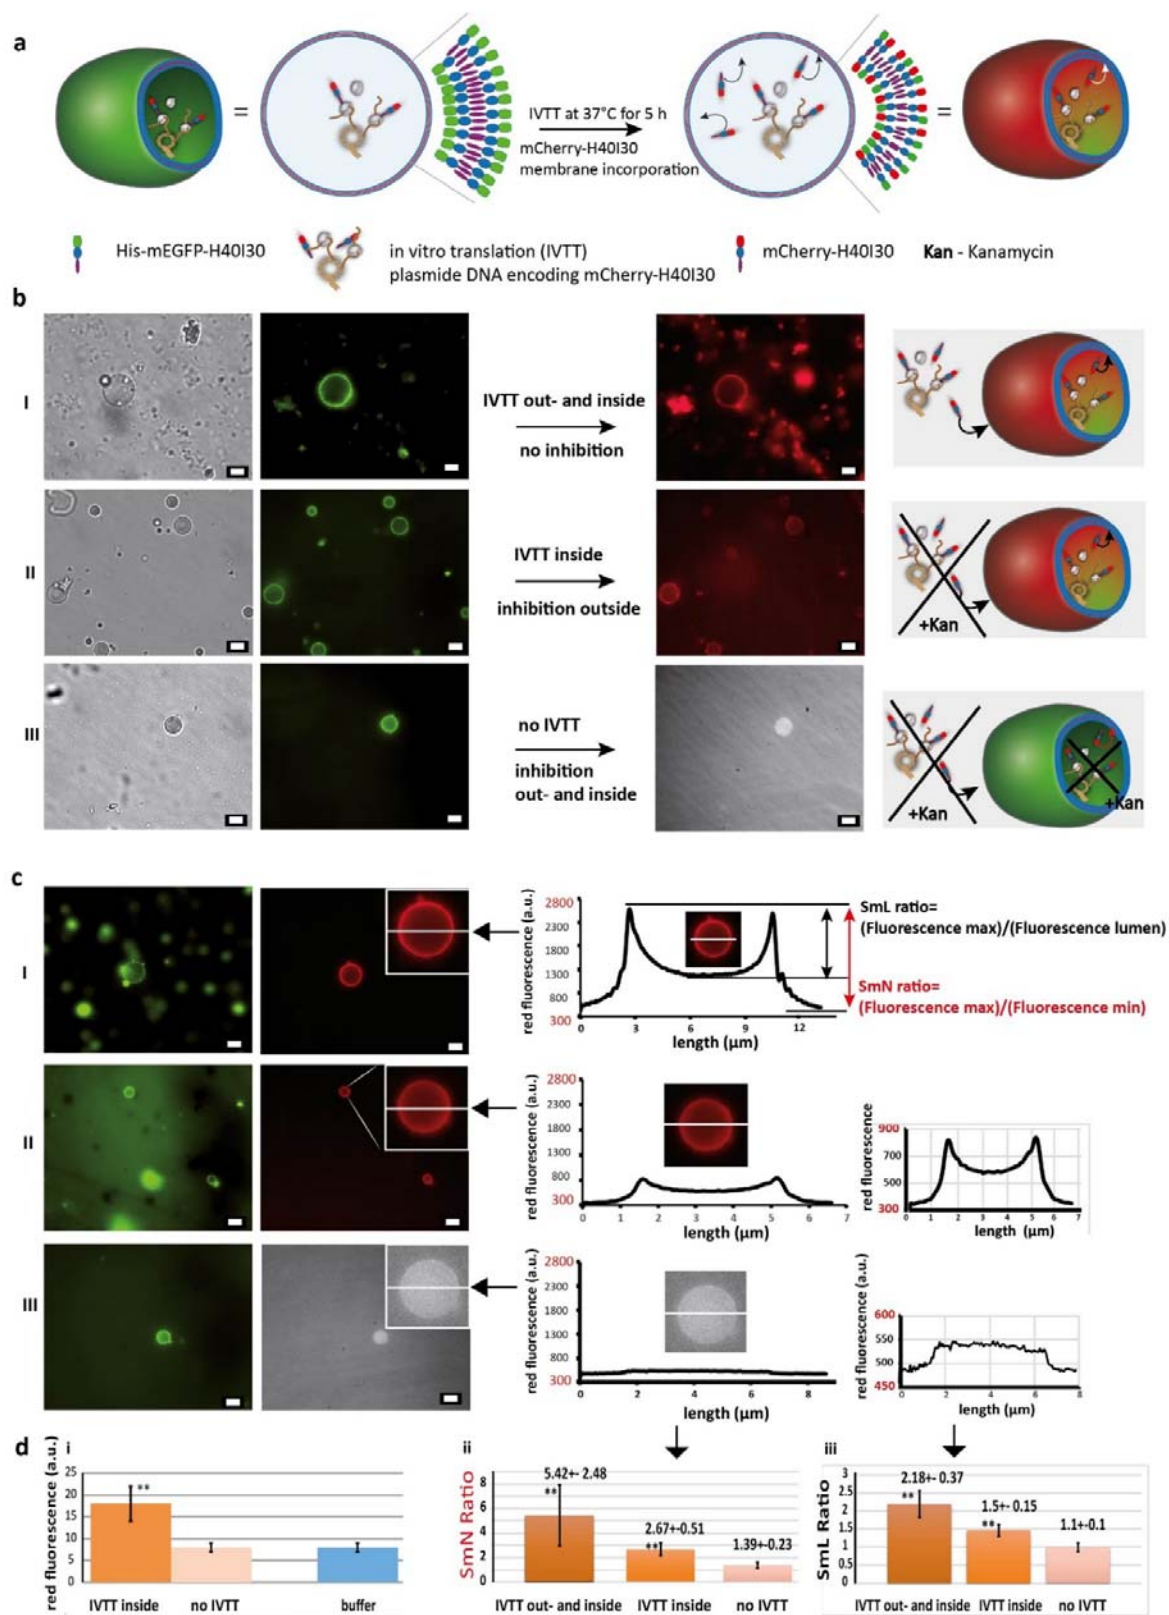 a
=
IVTT at 37°C for 5 h
mCherry-H40I30
membrane incorporation
=
His-mEGFP-H40I30
in vitro translation (IVTT)
plasmide DNA encoding mCherry-H40I30
mCherry-H40I30
Kan - Kanamycin
b
I
IVTT out- and inside
no inhibition
II
IVTT inside
inhibition outside
+Kan
III
no IVTT
inhibition
out- and inside
+Kan
+Kan
c
I
red fluorescence (a.u.)
2800
2300
1800
1300
800
300
0 3 6 9 12
length (µm)
SmL ratio=
(Fluorescence max)/(Fluorescence lumen)
SmN ratio=
(Fluorescence max)/(Fluorescence min)
II
red fluorescence (a.u.)
2800
2300
1800
1300
800
300
0 1 2 3 4 5 6 7
length (µm)
red fluorescence
900
700
500
300
0 1 2 3 4 5 6 7
length (µm)
III
red fluorescence (a.u.)
2800
2300
1800
1300
800
300
0 2 4 6 8
length (µm)
red fluorescence (a.u.)
600
550
500
450
0 2 4 6 8
length (µm)
d
i
red fluorescence (a.u.)
25
20
15
10
5
0
**
IVTT inside no IVTT buffer
ii
SmN Ratio
8
7
6
5
4
3
2
1
0
5.42+- 2.48
**
2.67+-0.51
**
1.39+-0.23
IVTT out- and inside IVTT inside no IVTT
iii
SmL Ratio
3
2.5
2
1.5
1
0.5
0
2.18+- 0.37
**
1.5+- 0.15
**
1.1+-0.1
IVTT out- and inside IVTT inside no IVTT